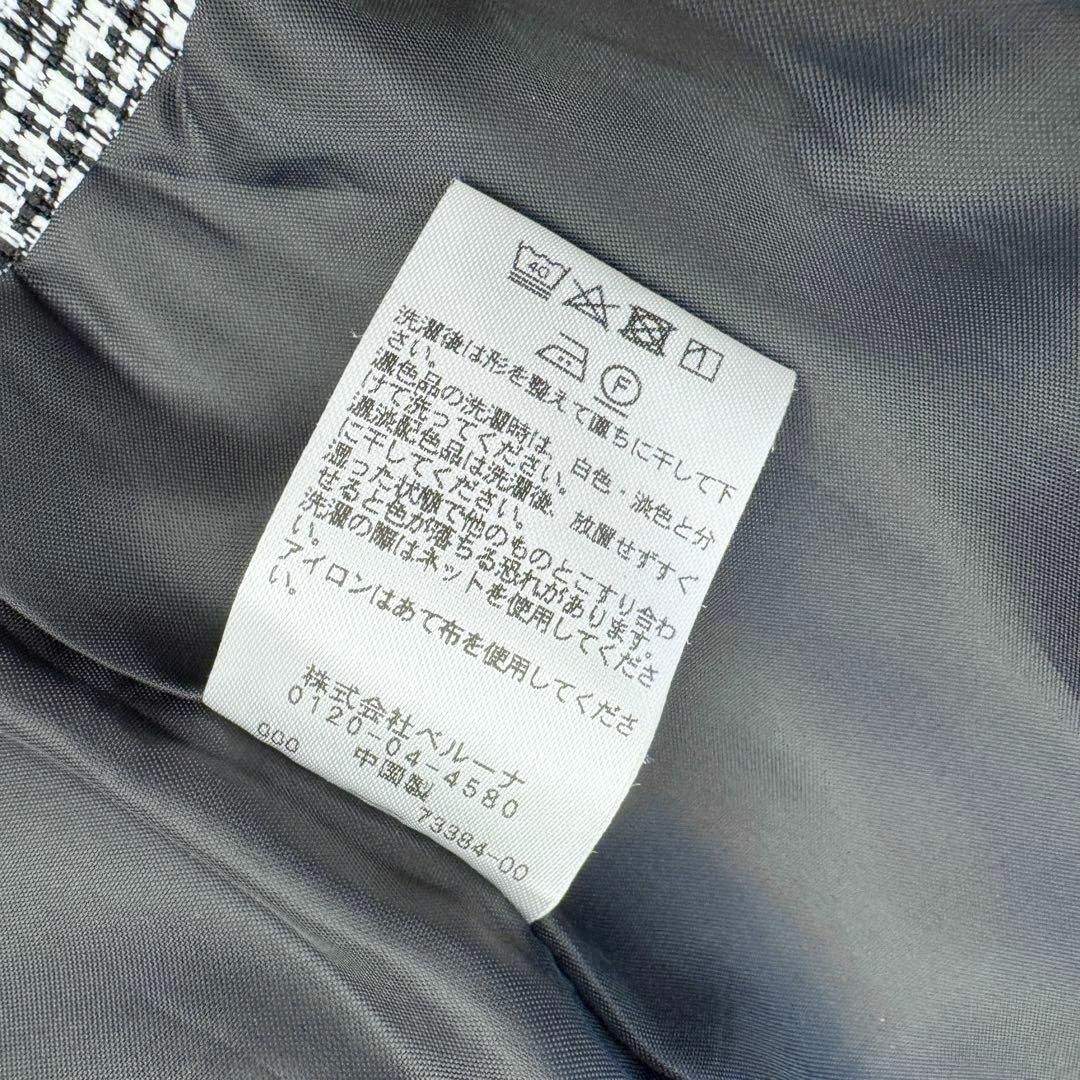 40
F
洗濯後は形を整えて直ちに干して下
さい。
濃色品の洗濯時は、白色・淡色と分
けて洗ってください。
濃淡配色品は洗濯後、放置せずすぐ
に干してください。
湿った状態で他のものとこすり合わ
せると色が落ちる恐れがあります。
洗濯の際はネットを使用してくださ
い。
アイロンはあて布を使用してくださ
い。
株式会社ベルーナ
0120-04-4580
000 中国製
73384-00